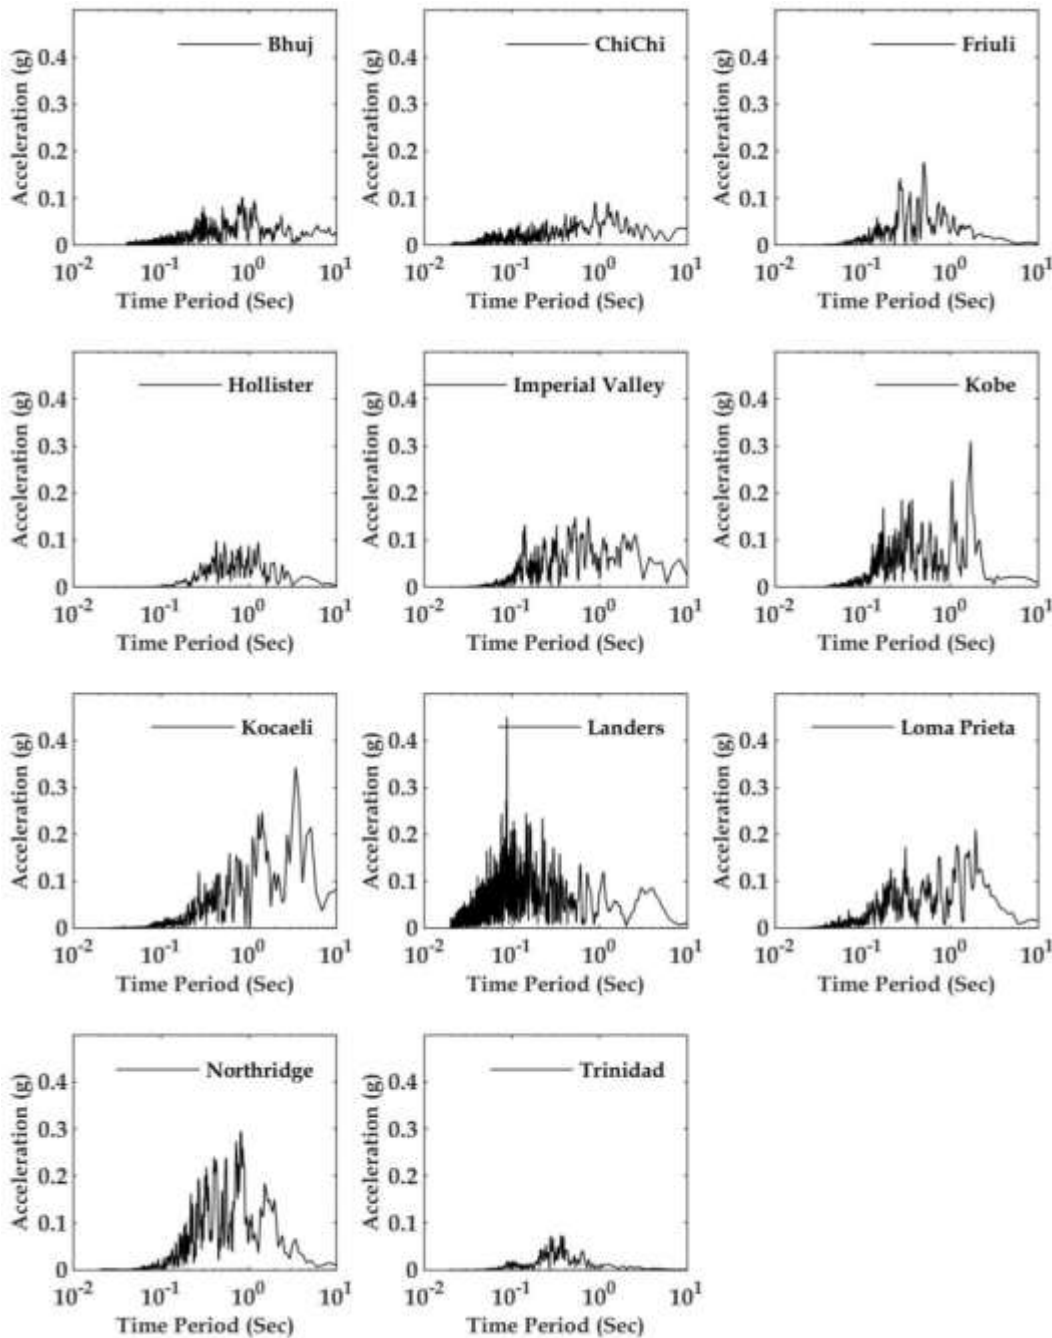 Bhuj
Acceleration (g)
0.4
0.3
0.2
0.1
0
10-2 10-1 100 101
Time Period (Sec)
ChiChi
Acceleration (g)
0.4
0.3
0.2
0.1
0
10-2 10-1 100 101
Time Period (Sec)
Friuli
Acceleration (g)
0.4
0.3
0.2
0.1
0
10-2 10-1 100 101
Time Period (Sec)
Hollister
Acceleration (g)
0.4
0.3
0.2
0.1
0
10-2 10-1 100 101
Time Period (Sec)
Imperial Valley
Acceleration (g)
0.4
0.3
0.2
0.1
0
10-2 10-1 100 101
Time Period (Sec)
Kobe
Acceleration (g)
0.4
0.3
0.2
0.1
0
10-2 10-1 100 101
Time Period (Sec)
Kocaeli
Acceleration (g)
0.4
0.3
0.2
0.1
0
10-2 10-1 100 101
Time Period (Sec)
Landers
Acceleration (g)
0.4
0.3
0.2
0.1
0
10-2 10-1 100 101
Time Period (Sec)
Loma Prieta
Acceleration (g)
0.4
0.3
0.2
0.1
0
10-2 10-1 100 101
Time Period (Sec)
Northridge
Acceleration (g)
0.4
0.3
0.2
0.1
0
10-2 10-1 100 101
Time Period (Sec)
Trinidad
Acceleration (g)
0.4
0.3
0.2
0.1
0
10-2 10-1 100 101
Time Period (Sec)